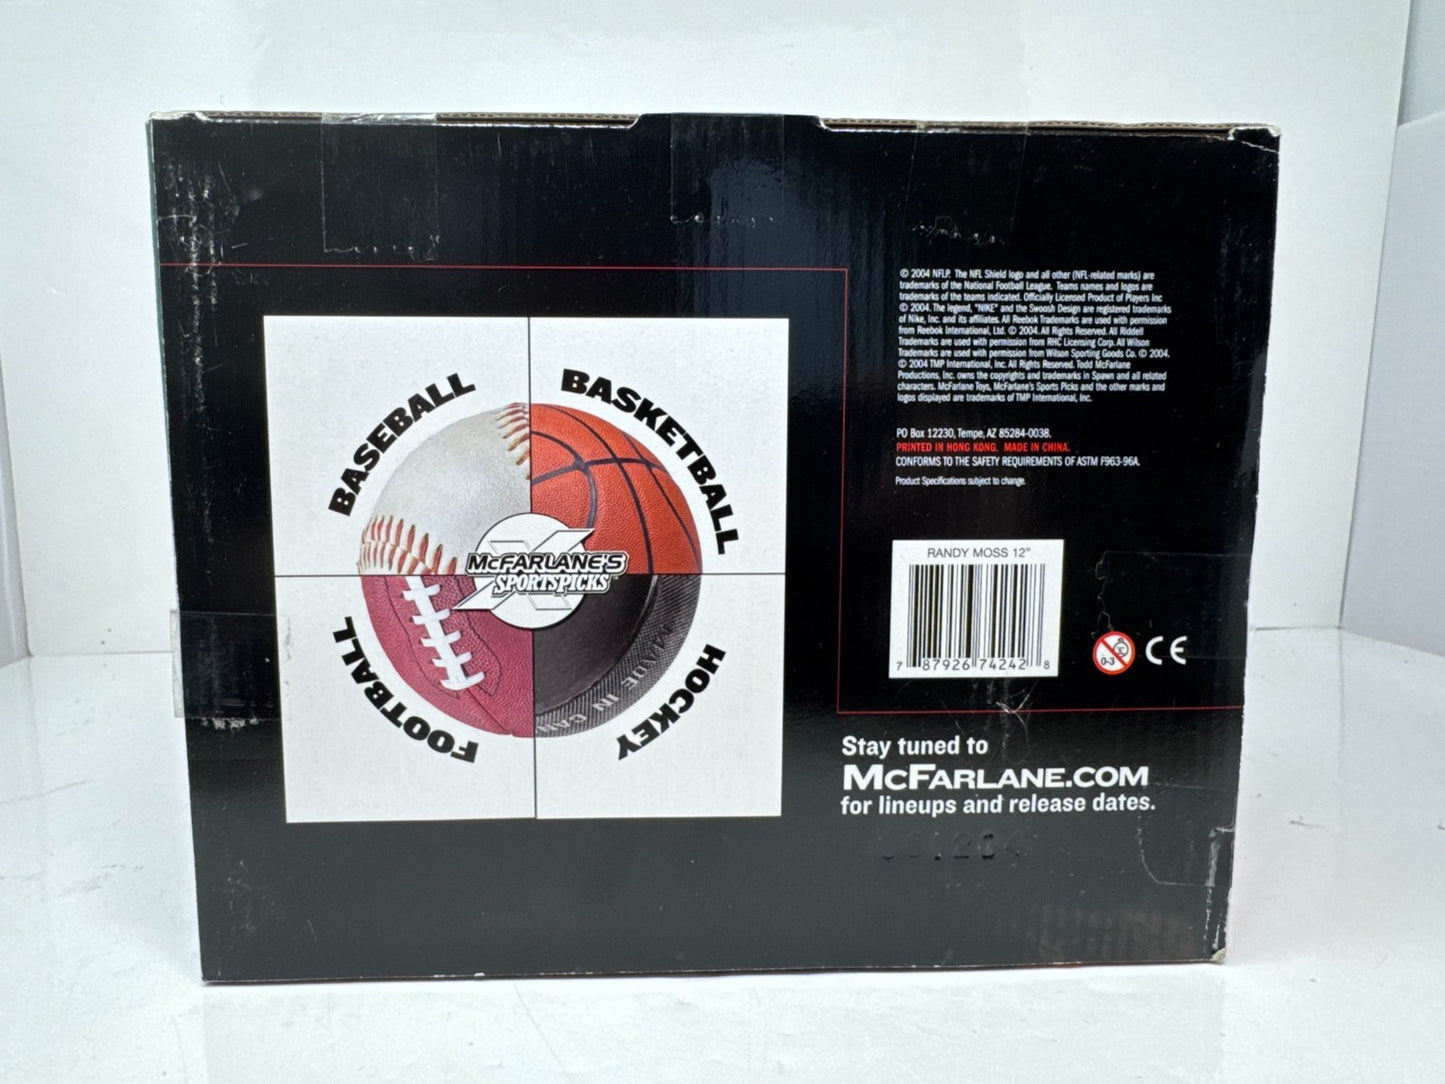 BASEBALL
BASKETBALL
McFARLANE'S
SPORTSPICKS
FOOTBALL
HOCKEY
MADE IN
© 2004 NFLP. The NFL Shield logo and all other (NFL-related marks) are
trademarks of the National Football League. Teams names and logos are
trademarks of the teams indicated. Officially Licensed Product of Players Inc
© 2004. The legend, "NIKE" and the Swoosh Design are registered trademarks
of Nike, Inc. and its affiliates. All Reebok Trademarks are used with permission
from Reebok International, Ltd. © 2004. All Rights Reserved. All Riddell
Trademarks are used with permission from RHC Licensing Corp. All Wilson
Trademarks are used with permission from Wilson Sporting Goods Co. © 2004.
© 2004 TMP International, Inc. All Rights Reserved. Todd McFarlane
Productions, Inc. owns the copyrights and trademarks in Spawn and all related
characters. McFarlane Toys, McFarlane's Sports Picks and the other marks and
logos displayed are trademarks of TMP International, Inc.
PO Box 12230, Tempe, AZ 85284-0038.
PRINTED IN HONG KONG. MADE IN CHINA.
CONFORMS TO THE SAFETY REQUIREMENTS OF ASTM F963-96A.
Product Specifications subject to change.
RANDY MOSS 12"
7 87926 74242 8
0-3
CE
Stay tuned to
McFARLANE.COM
for lineups and release dates.